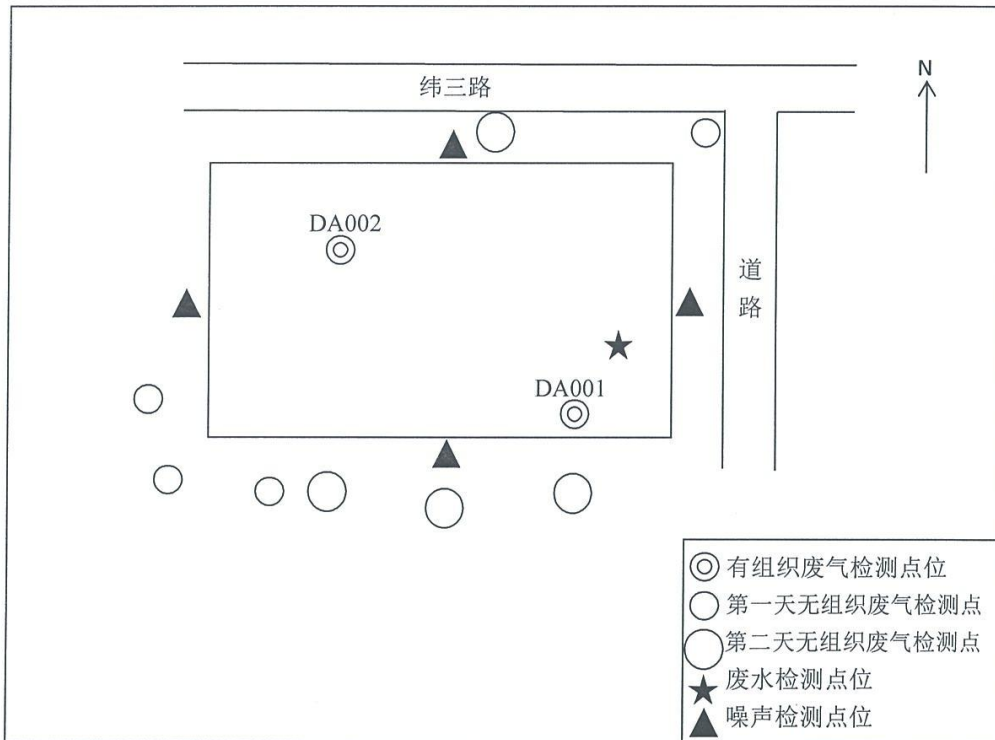 纬三路
N
DA002
道
路
DA001
有组织废气检测点位
第一天无组织废气检测点
第二天无组织废气检测点
废水检测点位
噪声检测点位